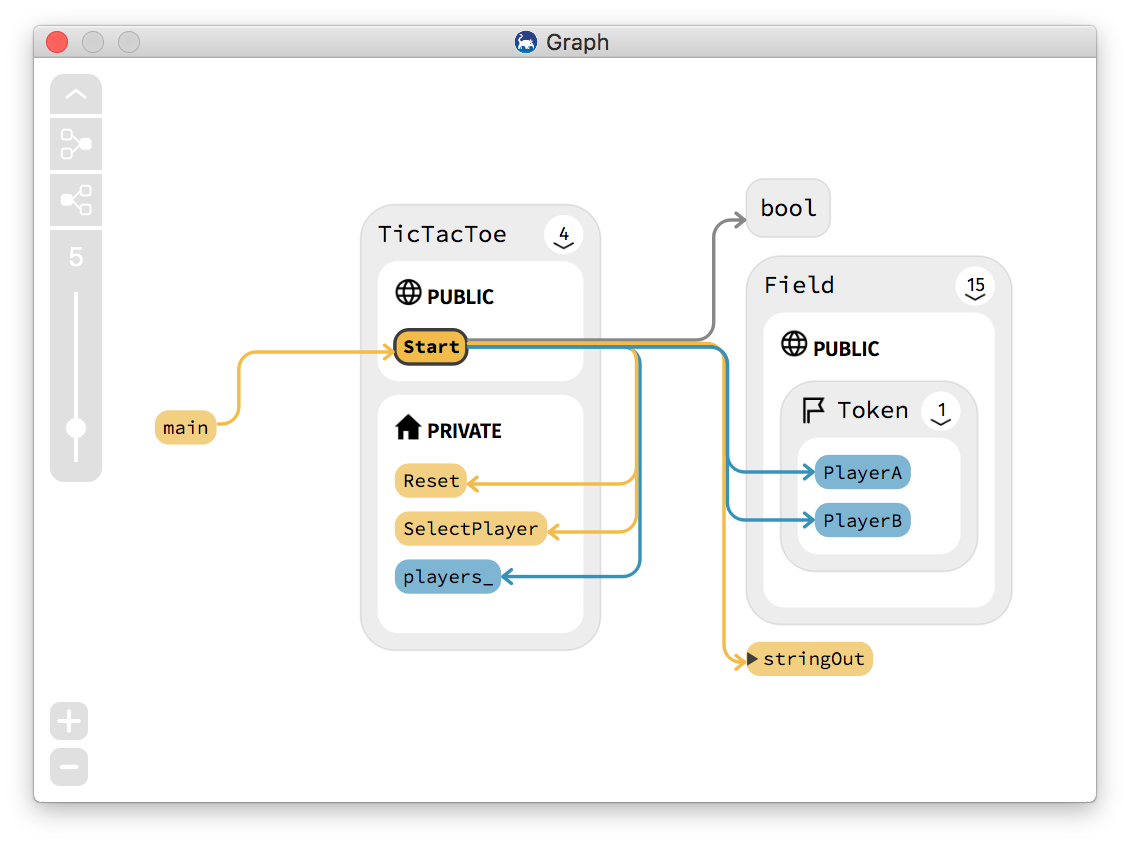 Graph
5
main
TicTacToe 4
PUBLIC
Start
PRIVATE
Reset
SelectPlayer
players_
bool
Field 15
PUBLIC
Token 1
PlayerA
PlayerB
stringOut